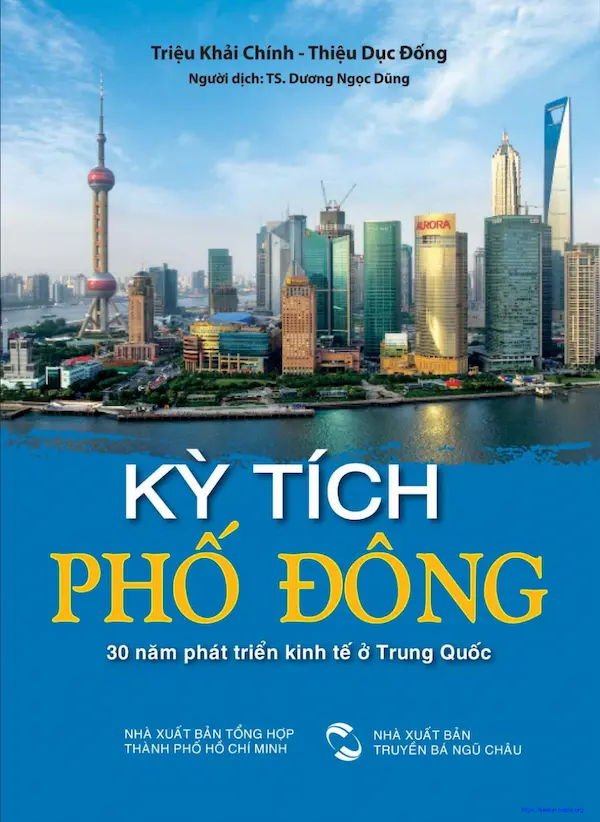 Triệu Khải Chính - Thiệu Dục Đống
Người dịch: TS. Dương Ngọc Dũng
AURORA
KỲ TÍCH
PHỐ ĐÔNG
30 năm phát triển kinh tế ở Trung Quốc
NHÀ XUẤT BẢN TỔNG HỢP
THÀNH PHỐ HỒ CHÍ MINH
NHÀ XUẤT BẢN
TRUYỀN BÁ NGŨ CHÂU